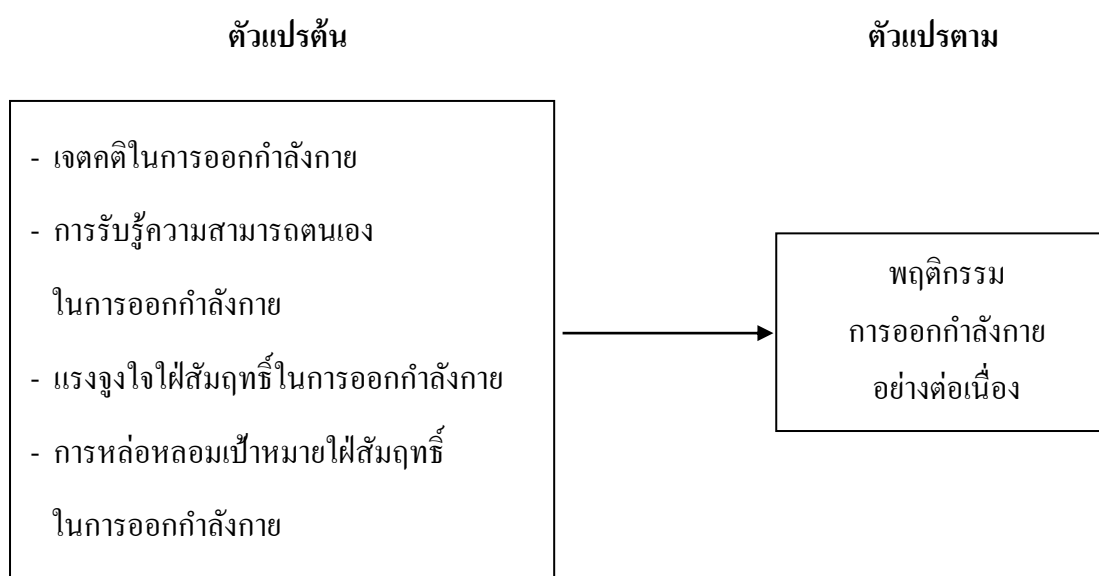 ตัวแปรต้น
ตัวแปรตาม
- เจตคติในการออกกำลังกาย
- การรับรู้ความสามารถตนเอง
ในการออกกำลังกาย
- แรงจูงใจใฝ่สัมฤทธิ์ในการออกกำลังกาย
- การหล่อหลอมเป้าหมายใฝ่สัมฤทธิ์
ในการออกกำลังกาย
พฤติกรรม
การออกกำลังกาย
อย่างต่อเนื่อง